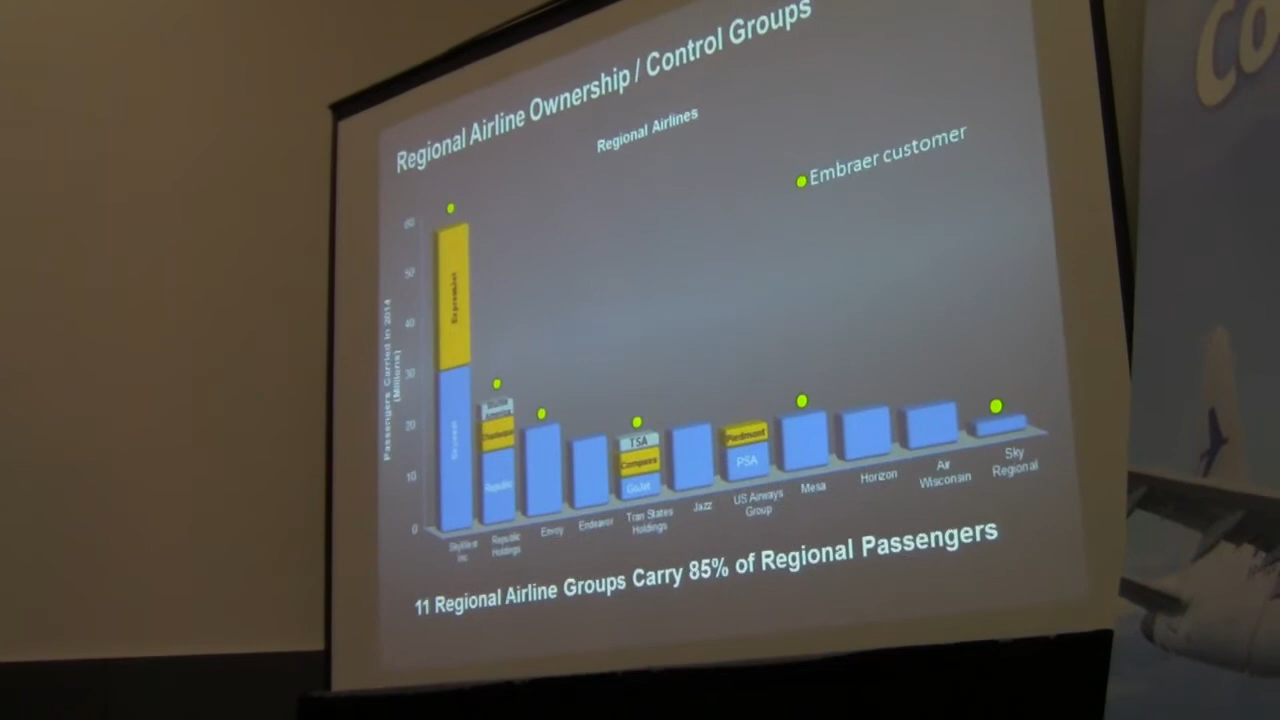 Co
Regional Airline Ownership / Control Groups
Regional Airlines
Embraer customer
Passengers Carried in 2014
(Millions)
60
50
40
30
20
10
0
ExpressJet
Skywest
Republic
TSA
Compass
GoJet
Piedmont
PSA
SkyWest
Inc
Republic
Holdings
Envoy
Endeavor
Tran States
Holdings
Jazz
US Airways
Group
Mesa
Horizon
Air
Wisconsin
Sky
Regional
11 Regional Airline Groups Carry 85% of Regional Passengers